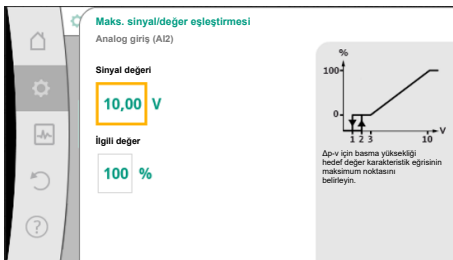 Maks. sinyal/değer eşleştirmesi
Analog giriş (AI2)
Sinyal değeri
10,00 V
İlgili değer
100 %
%
100
0
1 2 3 10 V
Δp-v için basma yüksekliği
hedef değer karakteristik eğrisinin
maksimum noktasını
belirleyin.
?